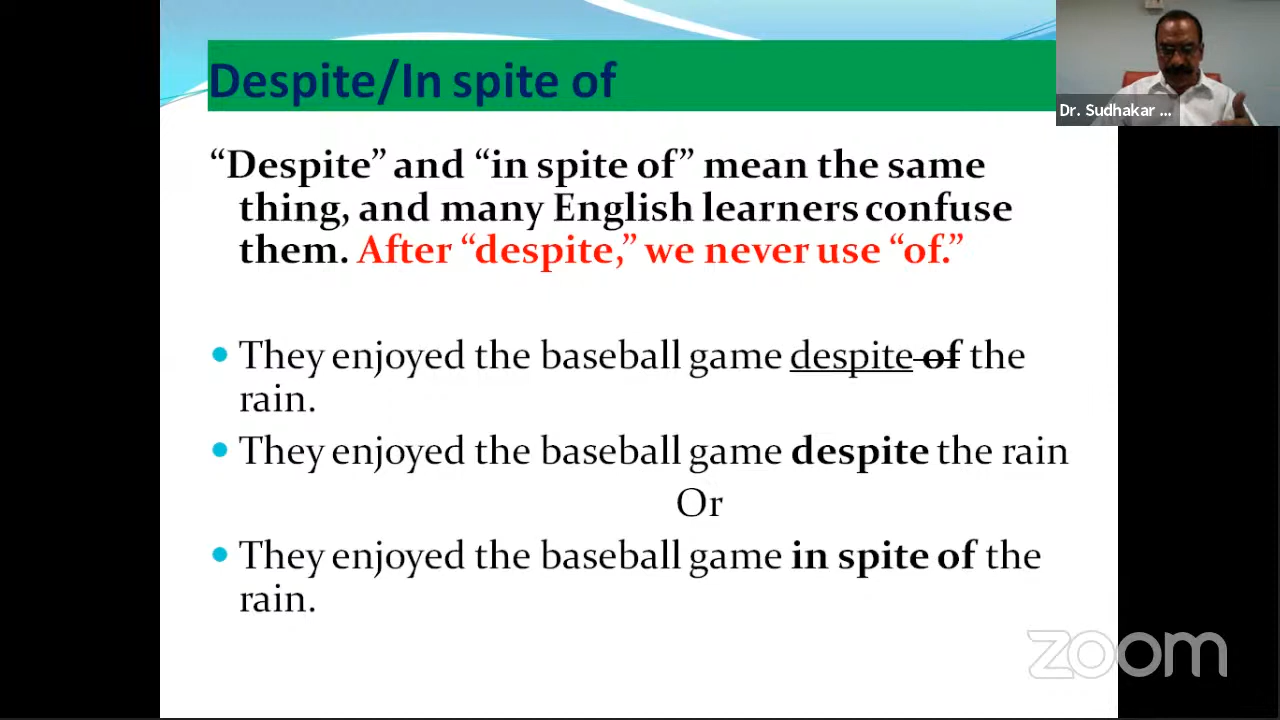 Despite/In spite of
Dr. Sudhakar ...
“Despite” and “in spite of” mean the same
thing, and many English learners confuse
them. After “despite,” we never use “of.”
• They enjoyed the baseball game despite of the
rain.
• They enjoyed the baseball game despite the rain
Or
• They enjoyed the baseball game in spite of the
rain.
zoom